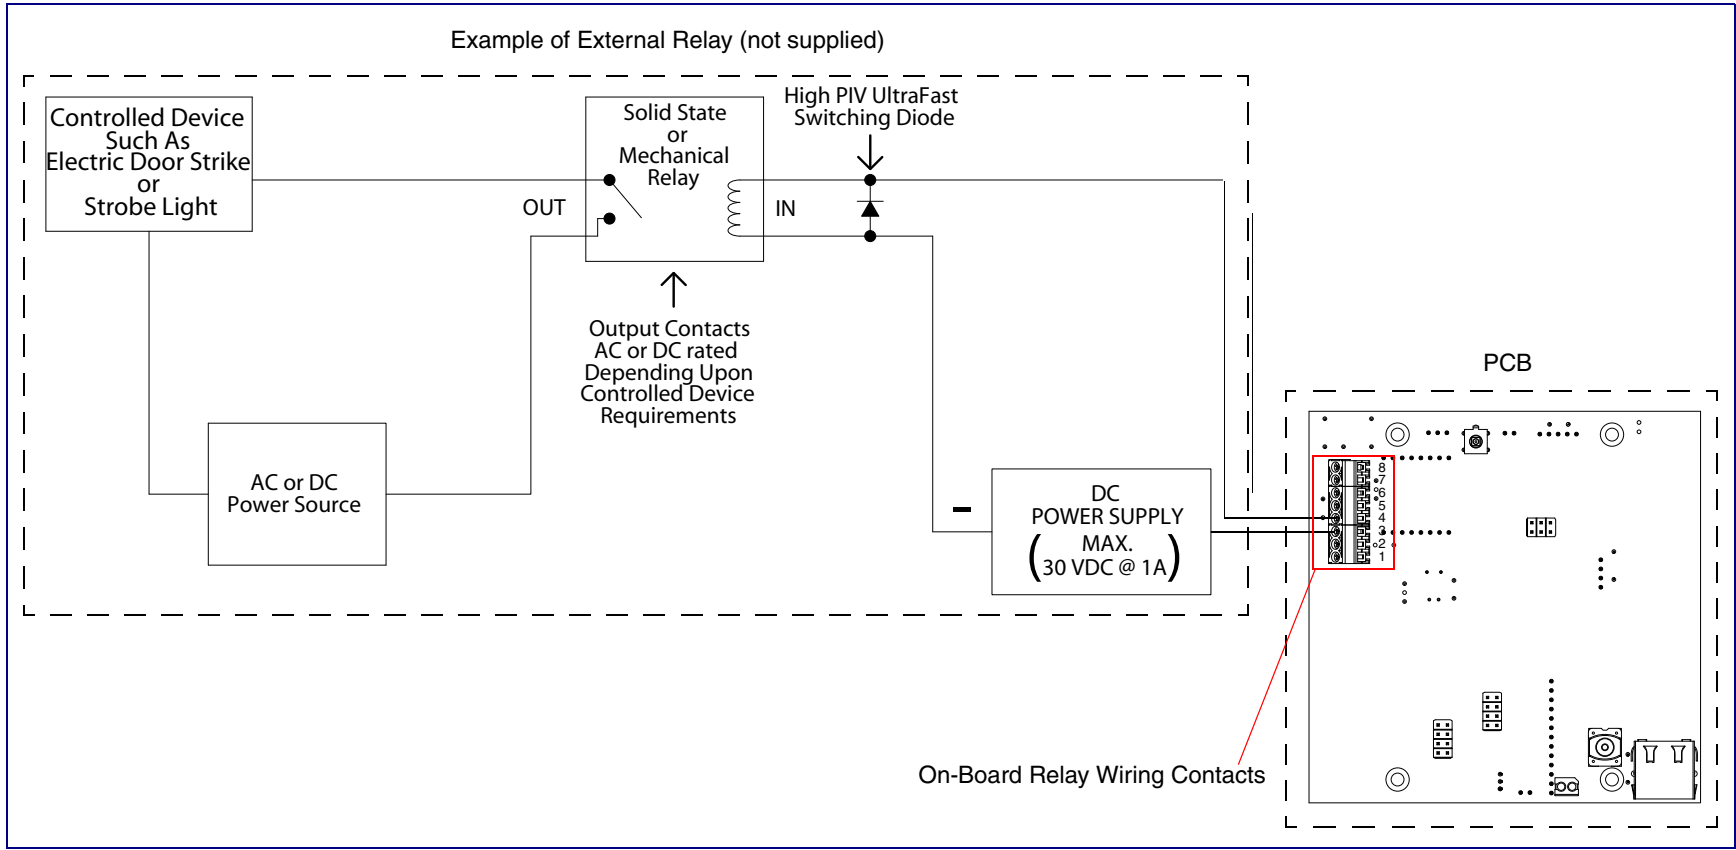 Example of External Relay (not supplied)
Controlled Device
Such As
Electric Door Strike
or
Strobe Light
Solid State
or
Mechanical
Relay
OUT
IN
High PIV UltraFast
Switching Diode
Output Contacts
AC or DC rated
Depending Upon
Controlled Device
Requirements
AC or DC
Power Source
-
DC
POWER SUPPLY
(MAX.
30 VDC @ 1A)
PCB
8
7
6
5
4
3
2
1
On-Board Relay Wiring Contacts